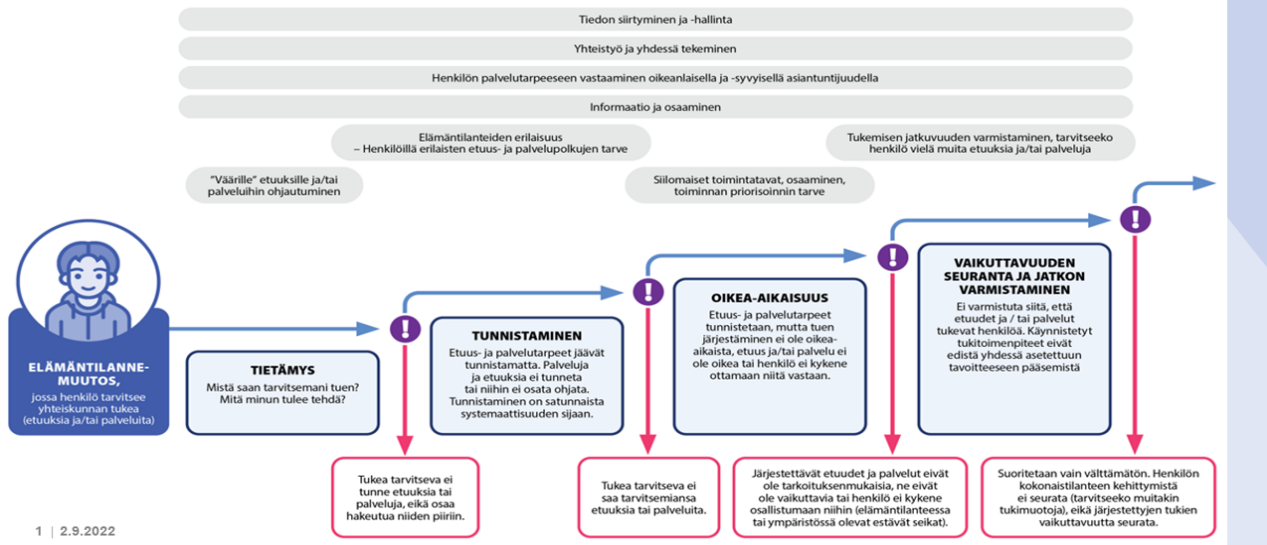 Tiedon siirtyminen ja -hallinta
Yhteistyö ja yhdessä tekeminen
Henkilön palvelutarpeeseen vastaaminen oikeanlaisella ja -syvyisellä asiantuntijuudella
Informaatio ja osaaminen
Elämäntilanteiden erilaisuus
– Henkilöillä erilaisten etuus- ja palvelupolkujen tarve
Tukemisen jatkuvuuden varmistaminen, tarvitseeko
henkilö vielä muita etuuksia ja/tai palveluja
"Väärille" etuuksille ja/tai
palveluihin ohjautuminen
Siilomaiset toimintatavat, osaaminen,
toiminnan priorisoinnin tarve
ELÄMÄNTILANNE-
MUUTOS,
jossa henkilö tarvitsee
yhteiskunnan tukea
(etuuksia ja/tai palveluita)
TIETÄMYS
Mistä saan tarvitsemani tuen?
Mitä minun tulee tehdä?
!
TUNNISTAMINEN
Etuus- ja palvelutarpeet jäävät
tunnistamatta. Palveluja
ja etuuksia ei tunneta
tai niihin ei osata ohjata.
Tunnistaminen on satunnaista
systemaattisuuden sijaan.
!
OIKEA-AIKAISUUS
Etuus- ja palvelutarpeet
tunnistetaan, mutta tuen
järjestäminen ei ole oikea-
aikaista, etuus ja/tai palvelu ei
ole oikea tai henkilö ei kykene
ottamaan niitä vastaan.
!
VAIKUTTAVUUDEN
SEURANTA JA JATKON
VARMISTAMINEN
Ei varmistuta siitä, että
etuudet ja / tai palvelut
tukevat henkilöä. Käynnistetyt
tukitoimenpiteet eivät
edistä yhdessä asetettuun
tavoitteeseen pääsemistä
!
Tukea tarvitseva ei
tunne etuuksia tai
palveluja, eikä osaa
hakeutua niiden piiriin.
Tukea tarvitseva ei
saa tarvitsemiansa
etuuksia tai palveluita.
Järjestettävät etuudet ja palvelut eivät
ole tarkoituksenmukaisia, ne eivät
ole vaikuttavia tai henkilö ei kykene
osallistumaan niihin (elämäntilanteessa
tai ympäristössä olevat estävät seikat).
Suoritetaan vain välttämätön. Henkilön
kokonaistilanteen kehittymistä
ei seurata (tarvitseeko muitakin
tukimuotoja), eikä järjestettyjen tukien
vaikuttavuutta seurata.
1 | 2.9.2022